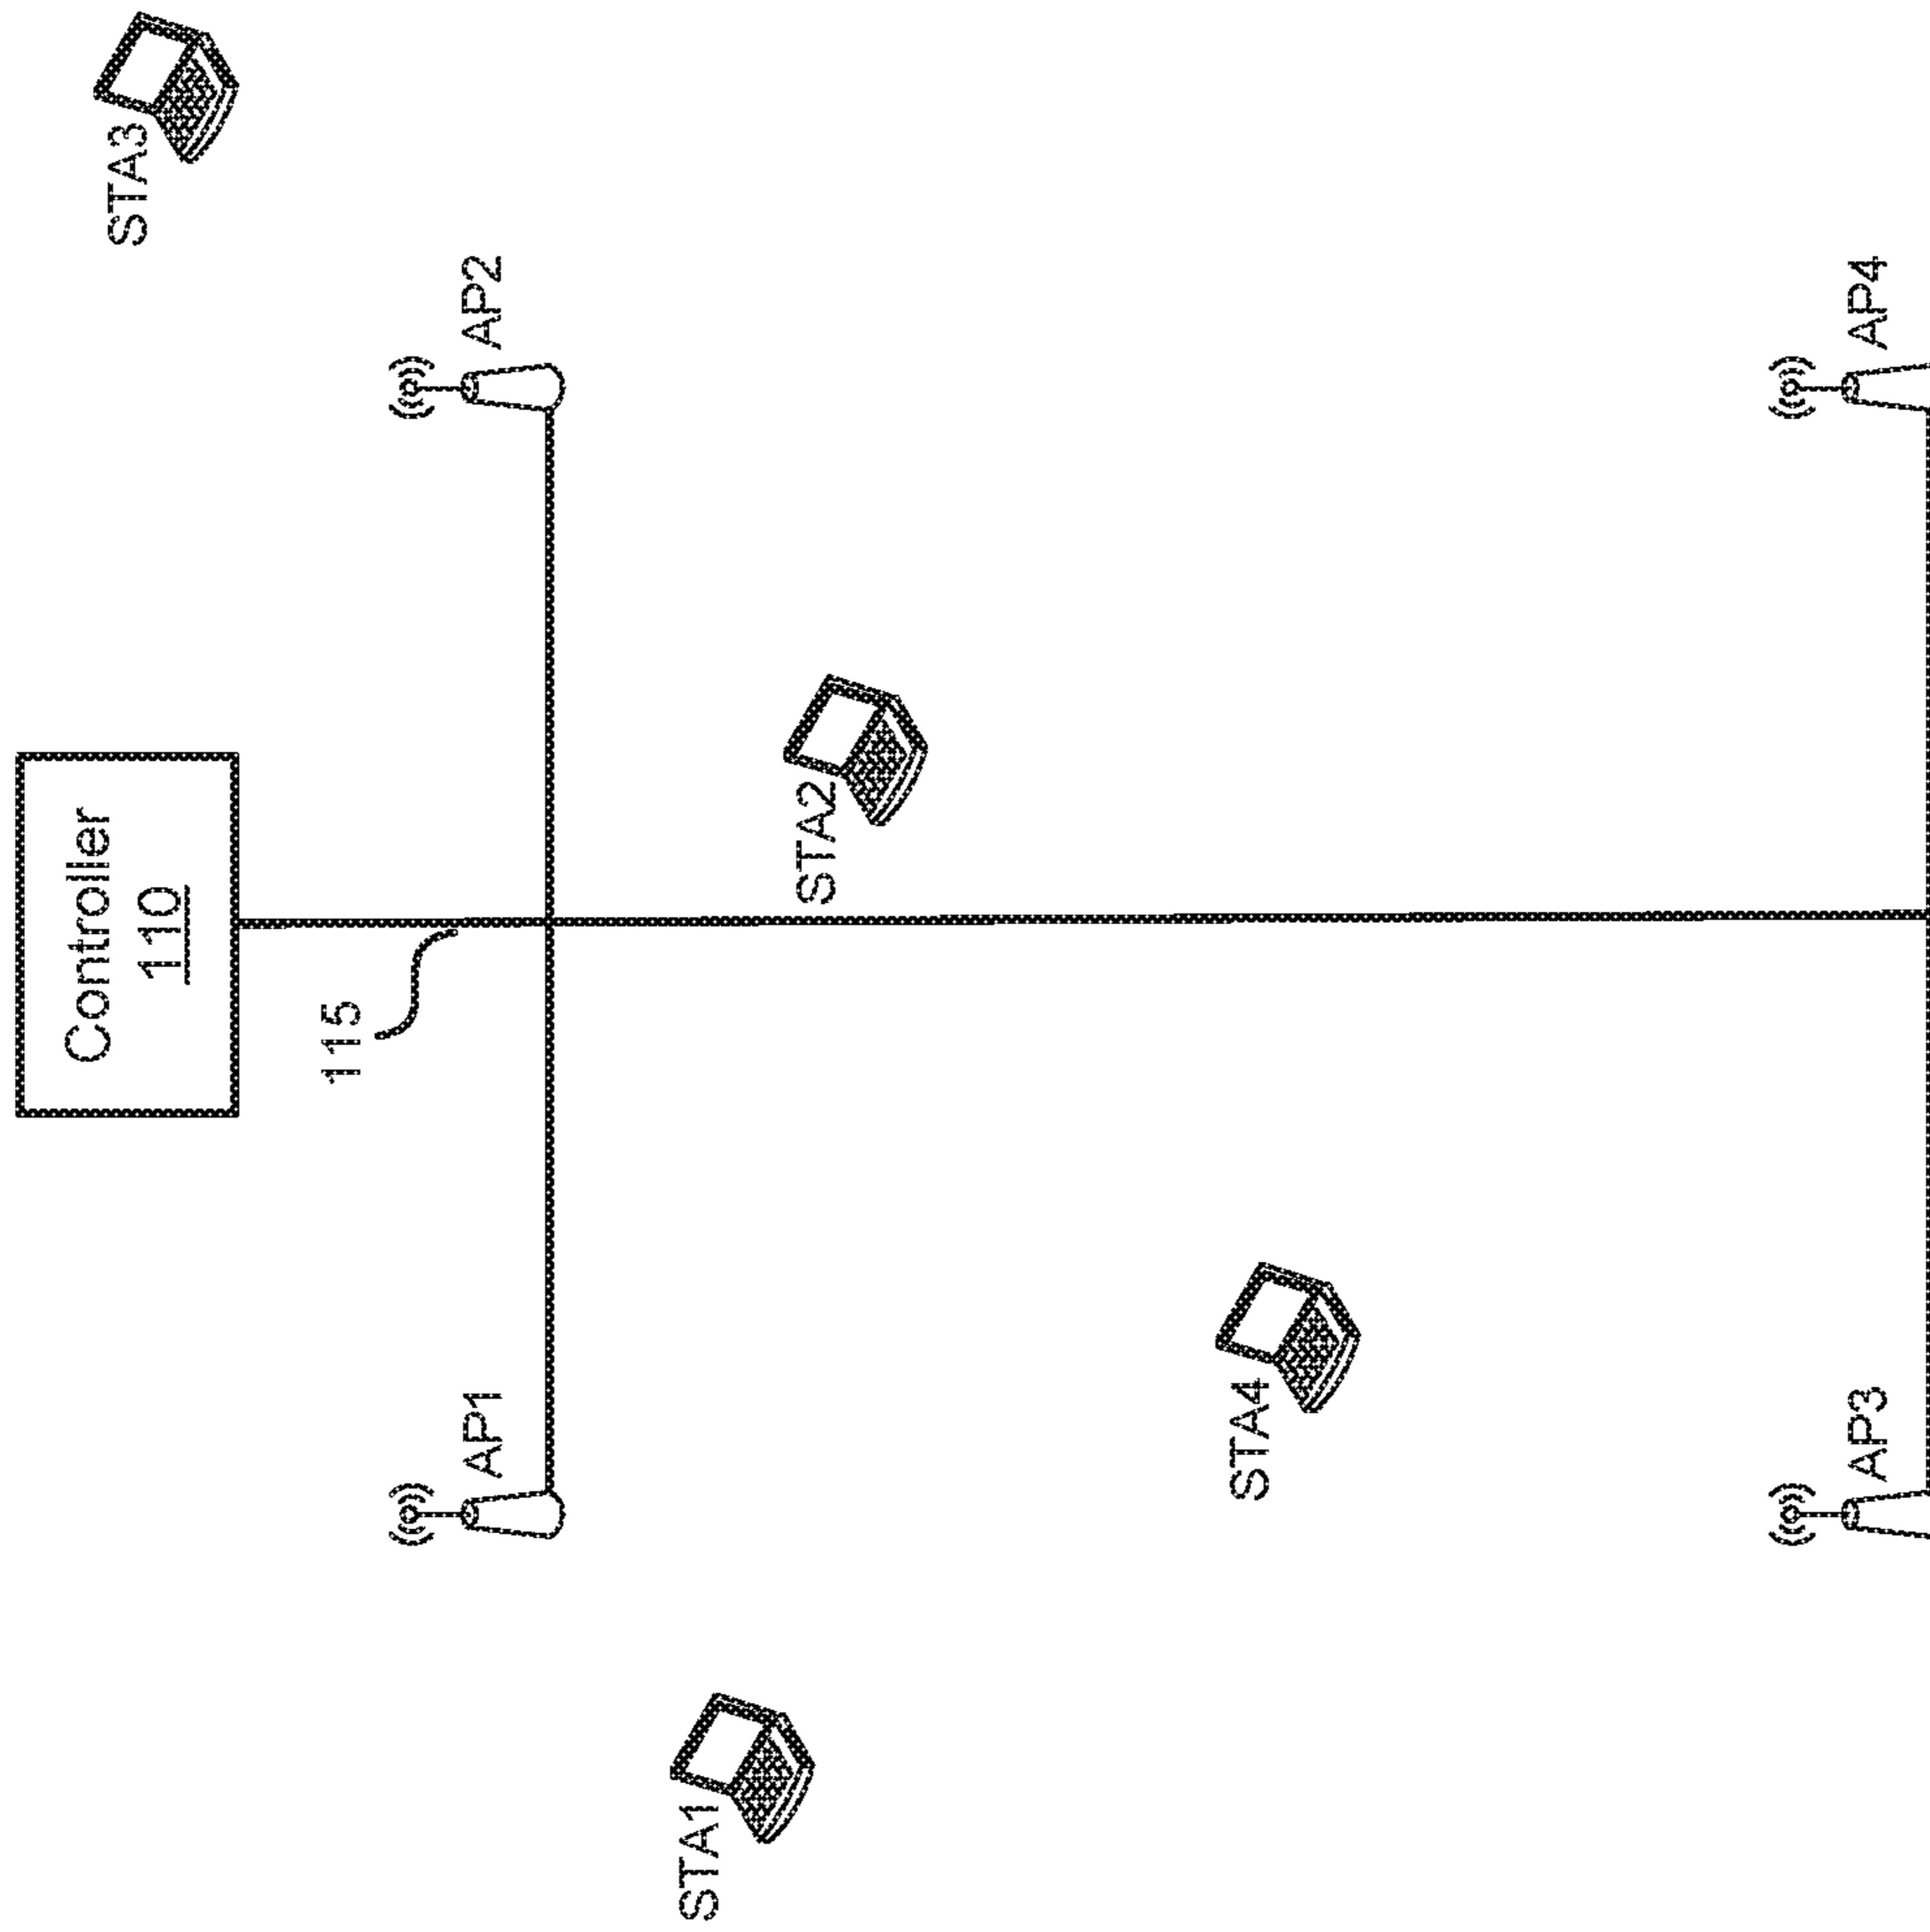 Controller
110
STA3
115
AP1
AP2
STA1
STA2
STA4
AP3
AP4